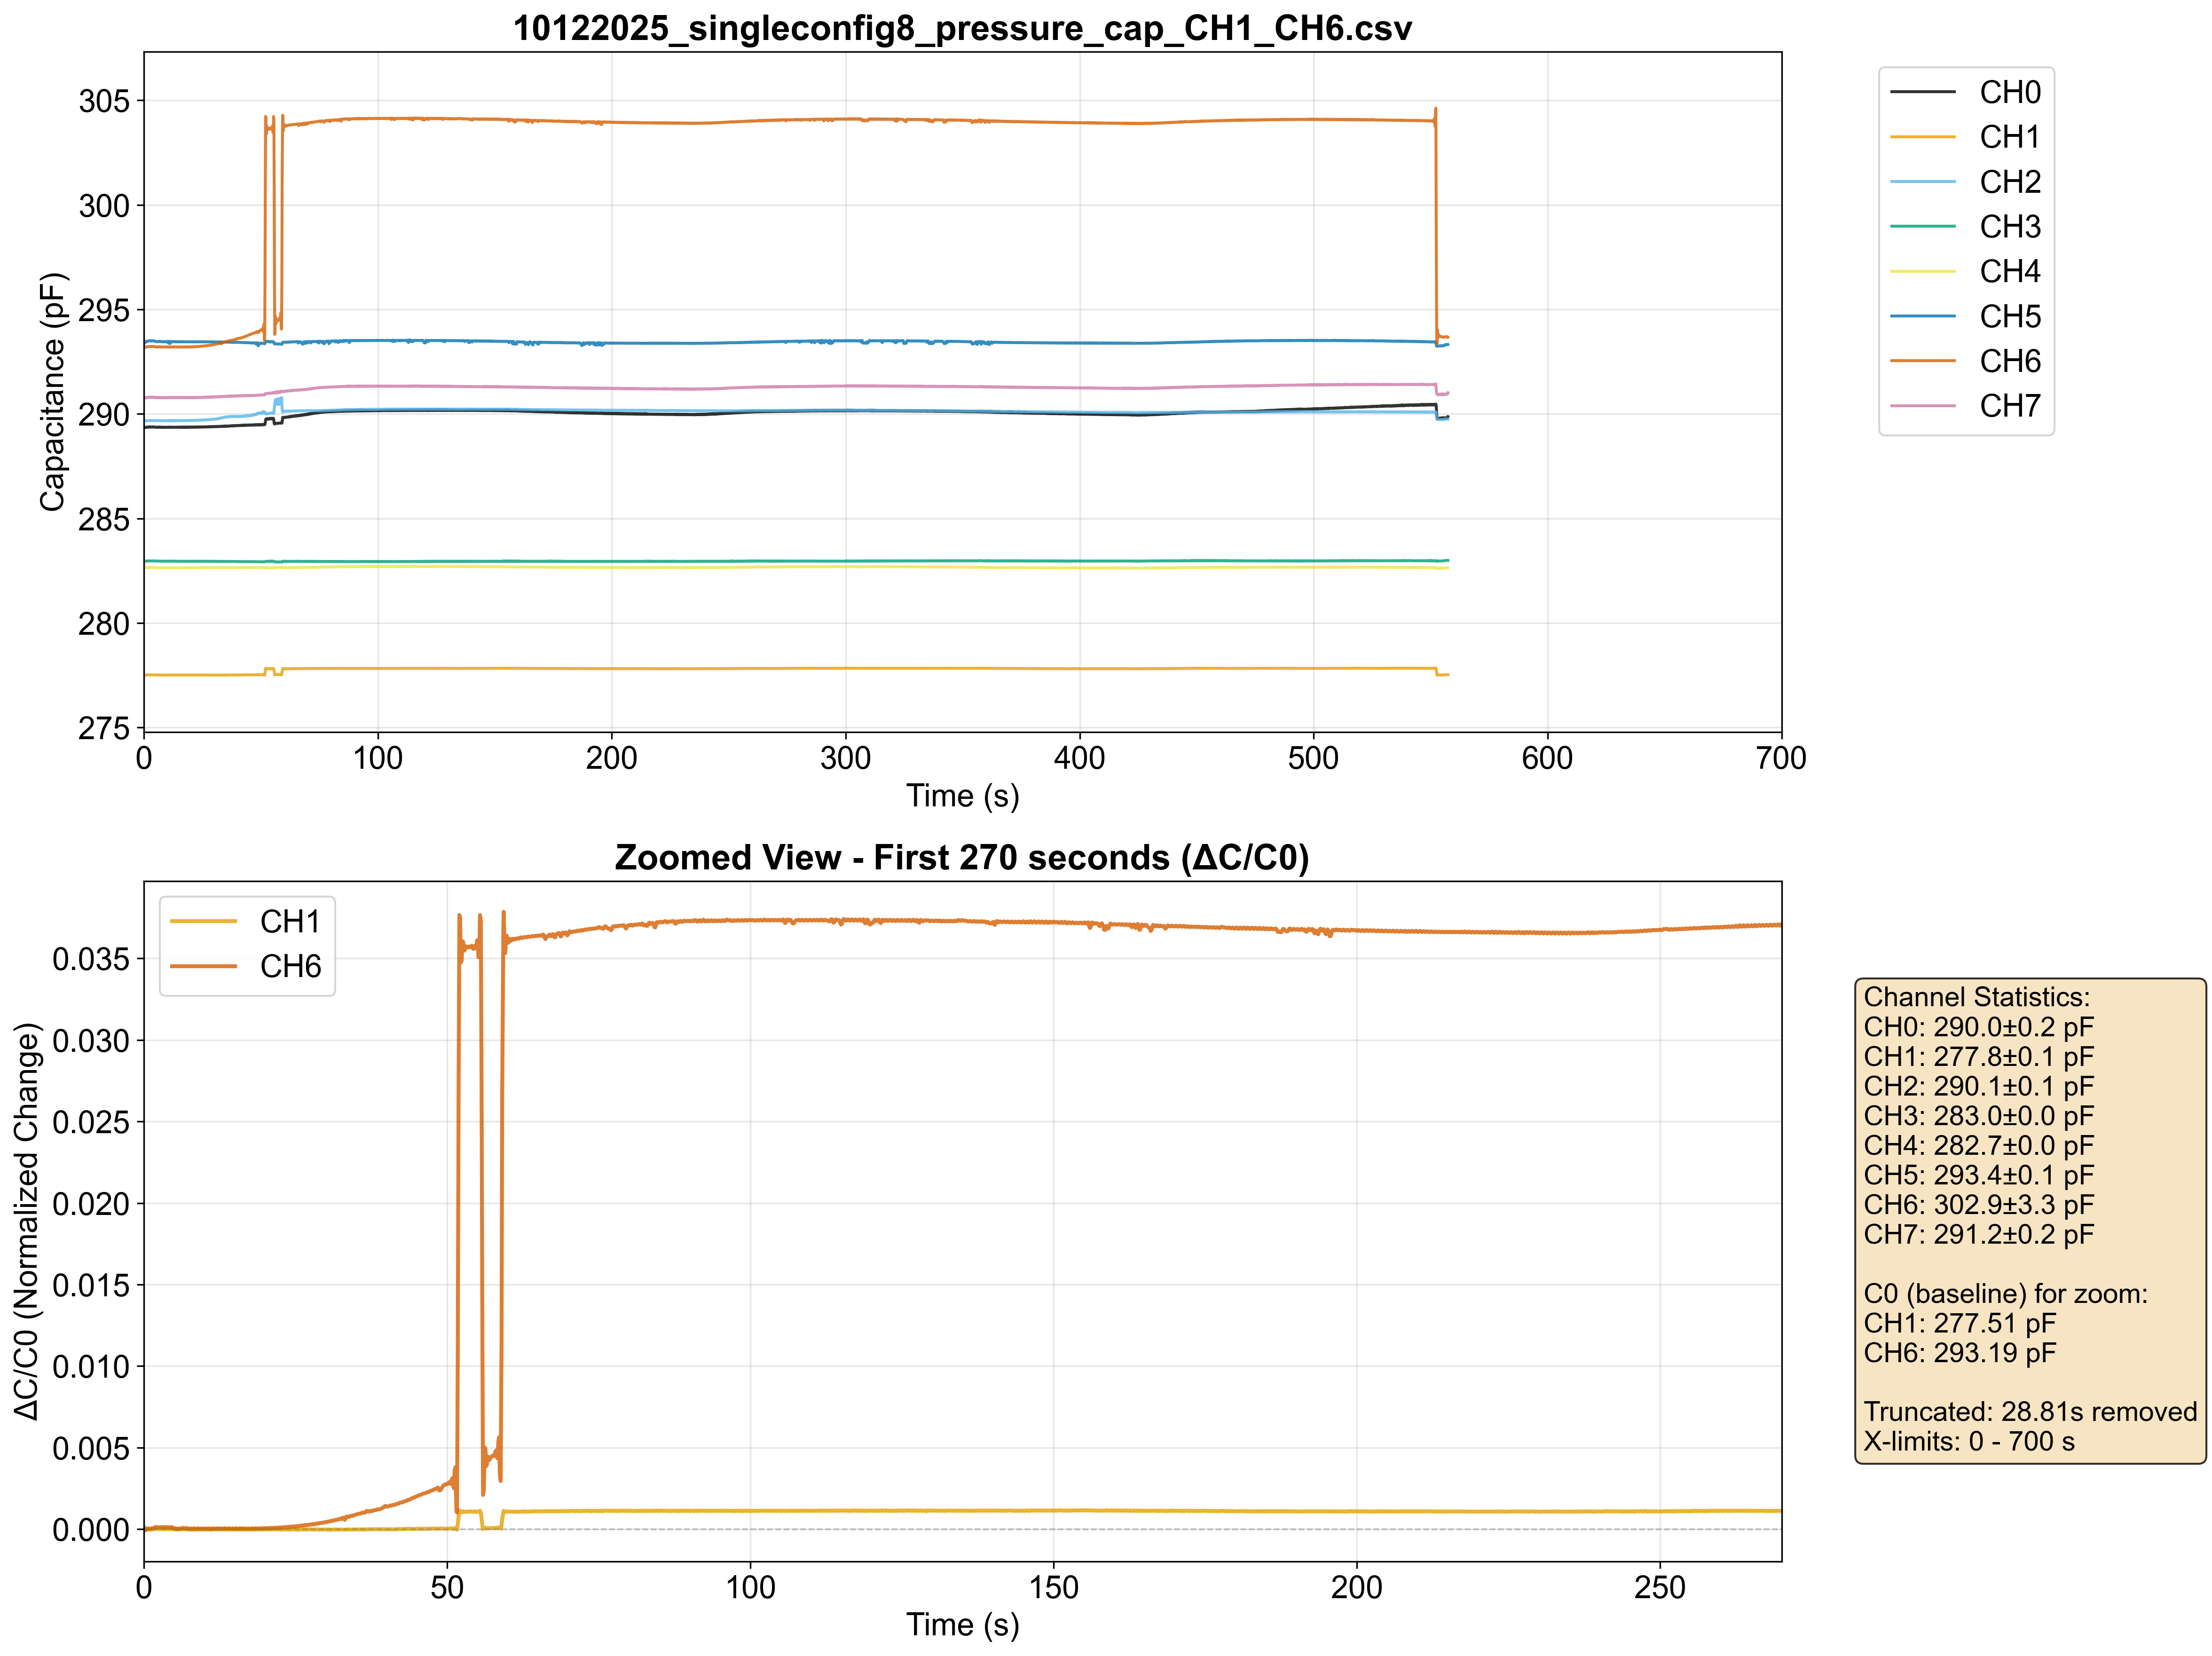 10122025_singleconfig8_pressure_cap_CH1_CH6.csv
305
300
295
290
285
280
275
Capacitance (pF)
0 100 200 300 400 500 600 700
Time (s)
CH0
CH1
CH2
CH3
CH4
CH5
CH6
CH7
Zoomed View - First 270 seconds (ΔC/C0)
CH1
CH6
0.035
0.030
0.025
0.020
0.015
0.010
0.005
0.000
ΔC/C0 (Normalized Change)
0 50 100 150 200 250
Time (s)
Channel Statistics:
CH0: 290.0±0.2 pF
CH1: 277.8±0.1 pF
CH2: 290.1±0.1 pF
CH3: 283.0±0.0 pF
CH4: 282.7±0.0 pF
CH5: 293.4±0.1 pF
CH6: 302.9±3.3 pF
CH7: 291.2±0.2 pF
C0 (baseline) for zoom:
CH1: 277.51 pF
CH6: 293.19 pF
Truncated: 28.81s removed
X-limits: 0 - 700 s